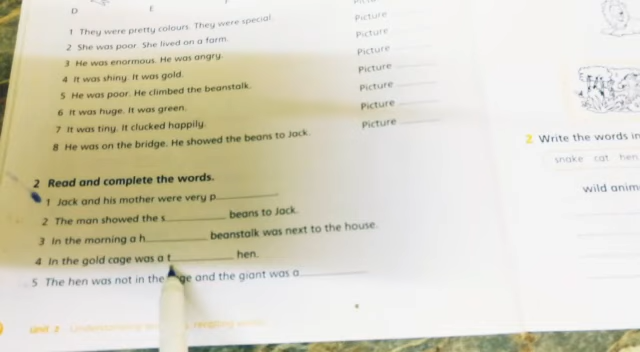 D E F
1 They were pretty colours. They were special. Picture
2 She was poor. She lived on a farm. Picture
3 He was enormous. He was angry. Picture
4 It was shiny. It was gold. Picture
5 He was poor. He climbed the beanstalk. Picture
6 It was huge. It was green. Picture
7 It was tiny. It clucked happily. Picture
8 He was on the bridge. He showed the beans to Jack. Picture
2 Read and complete the words.
1 Jack and his mother were very p
2 The man showed the s beans to Jack.
3 In the morning a h beanstalk was next to the house.
4 In the gold cage was a t hen.
5 The hen was not in the and the giant was a
2 Write the words in
snake cat hen
wild anim